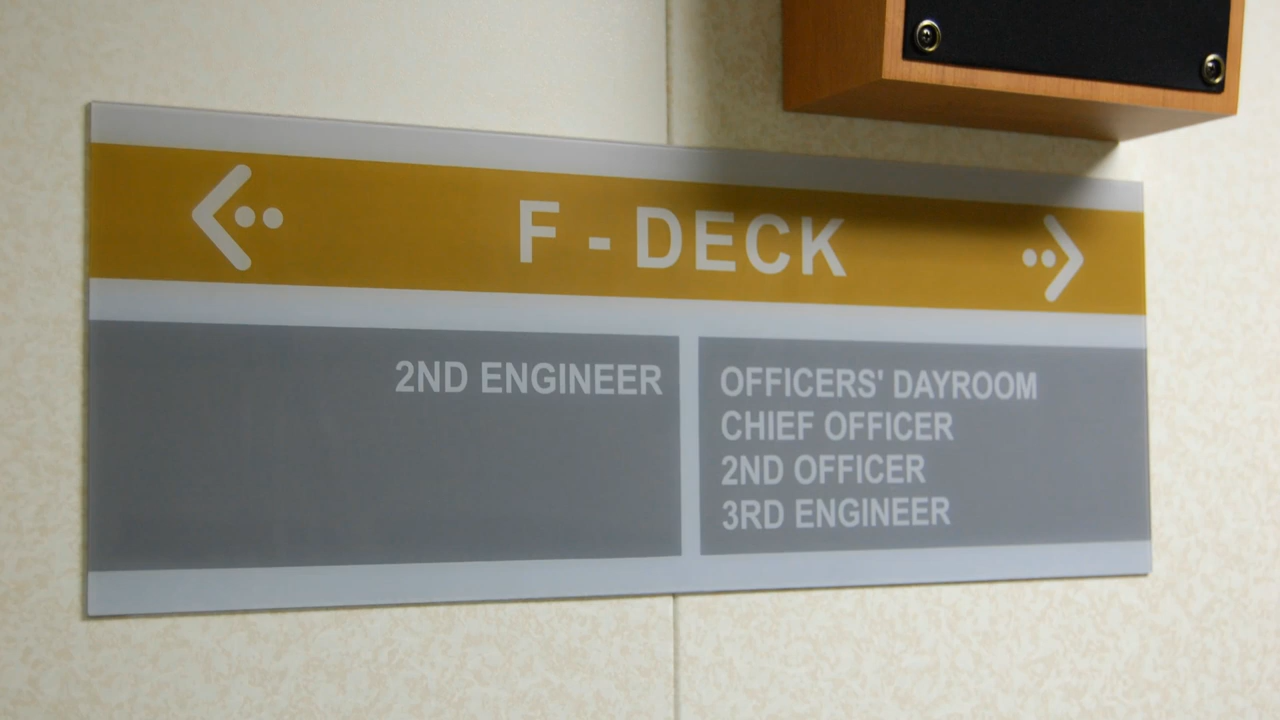 F - DECK
2ND ENGINEER
OFFICERS' DAYROOM
CHIEF OFFICER
2ND OFFICER
3RD ENGINEER